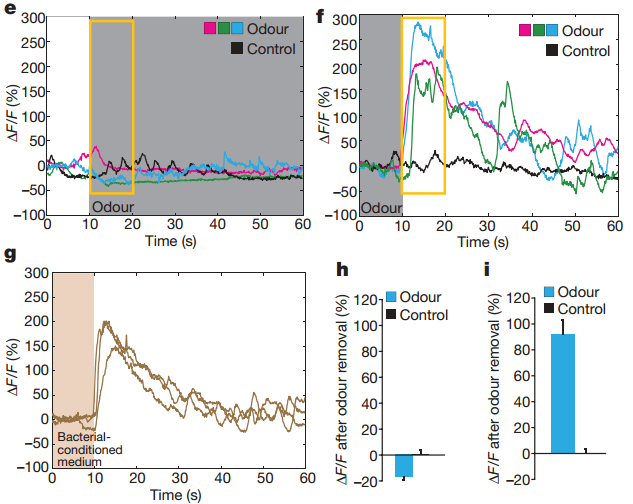 e
300
250
200
150
100
50
0
−50
−100
ΔF/F (%)
Odour
Control
Odour
0 10 20 30 40 50 60
Time (s)
f
300
250
200
150
100
50
0
−50
−100
ΔF/F (%)
Odour
Control
Odour
0 10 20 30 40 50 60
Time (s)
g
300
250
200
150
100
50
0
−50
−100
ΔF/F (%)
Bacterial-
conditioned
medium
0 10 20 30 40 50 60
Time (s)
h
ΔF/F after odour removal (%)
120
100
80
60
40
20
0
−20
Odour
Control
i
ΔF/F after odour removal (%)
120
100
80
60
40
20
0
−20
Odour
Control